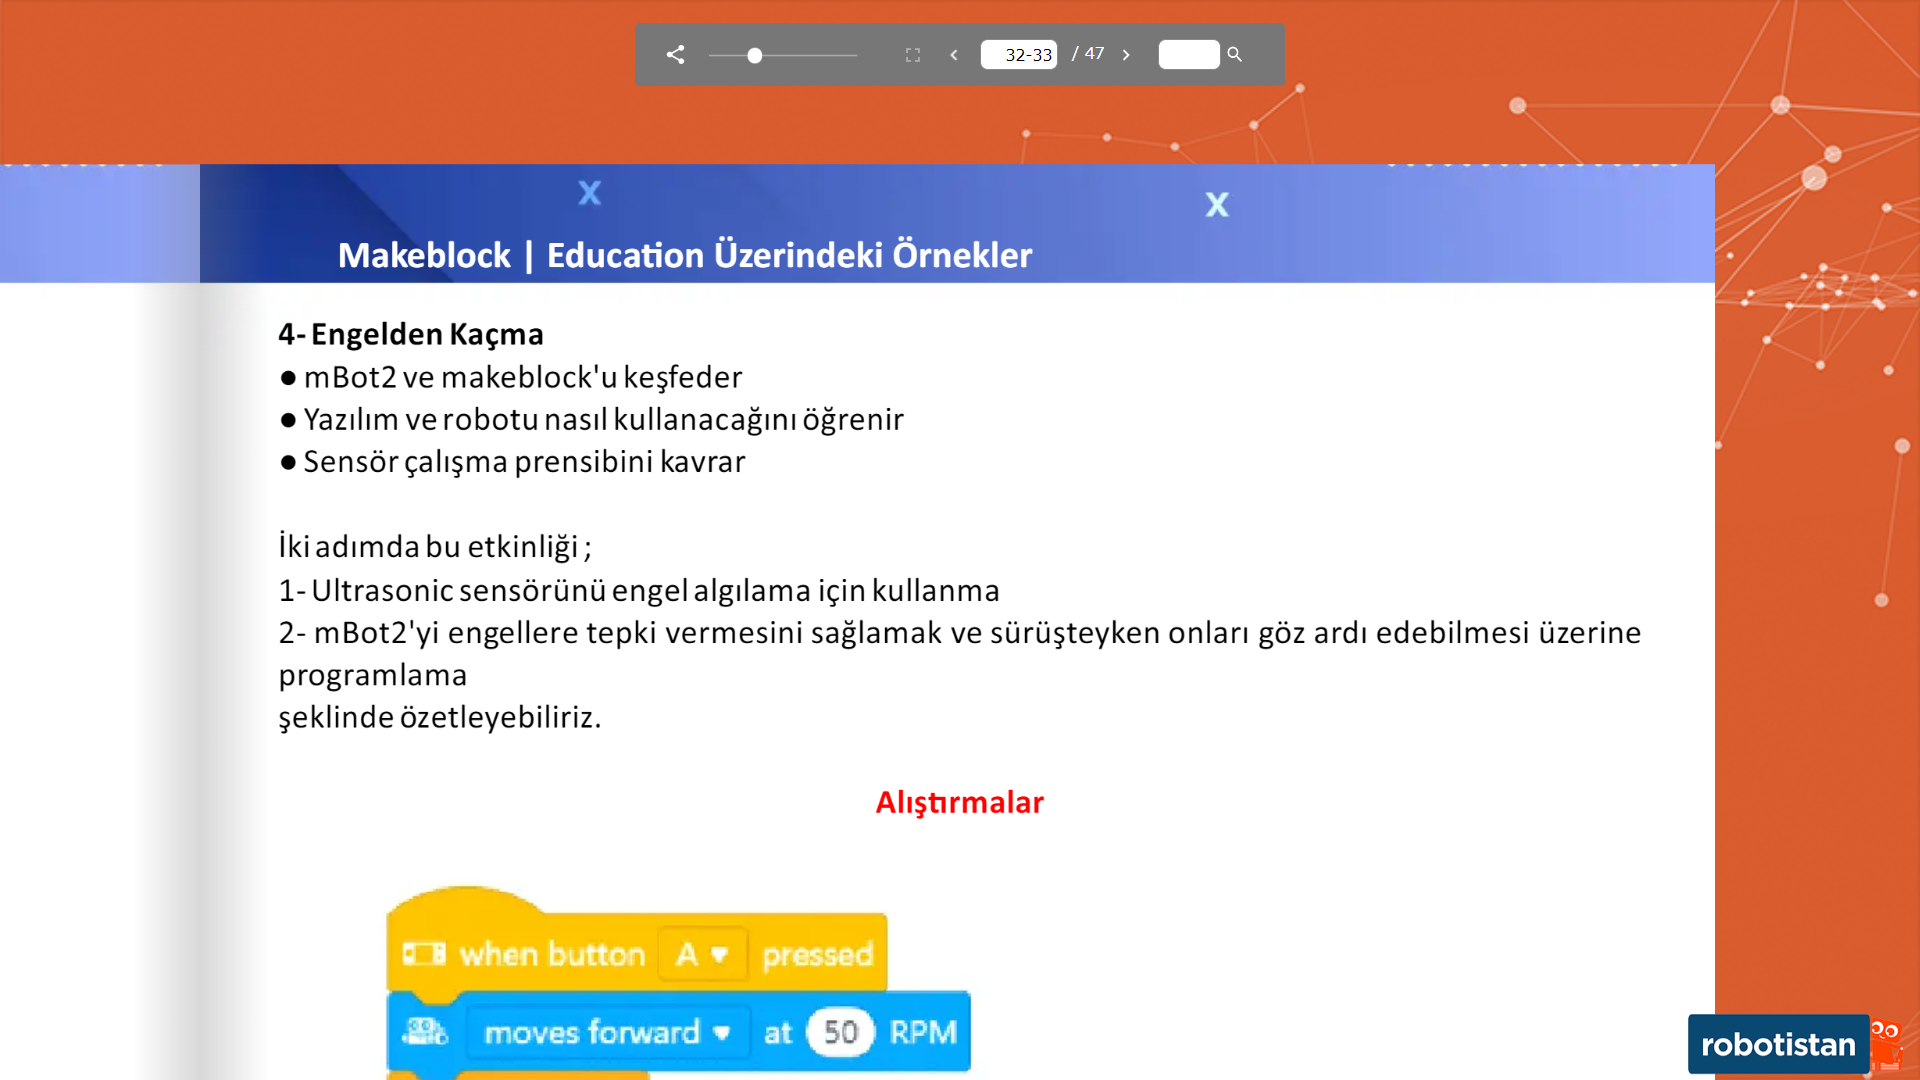 32-33 / 47
X
X
Makeblock | Education Üzerindeki Örnekler
4- Engelden Kaçma
● mBot2 ve makeblock'u keşfeder
● Yazılım ve robotu nasıl kullanacağını öğrenir
● Sensör çalışma prensibini kavrar
İki adımda bu etkinliği ;
1- Ultrasonic sensörünü engel algılama için kullanma
2- mBot2'yi engellere tepki vermesini sağlamak ve sürüşteyken onları göz ardı edebilmesi üzerine
programlama
şeklinde özetleyebiliriz.
Alıştırmalar
when button A pressed
moves forward at 50 RPM
robotistan